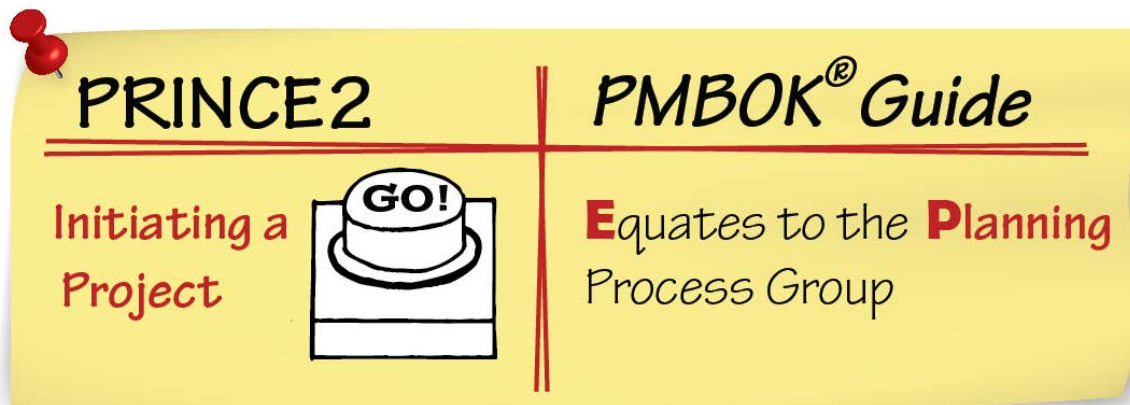 PRINCE2
PMBOK® Guide
Initiating a
Project
GO!
Equates to the Planning
Process Group